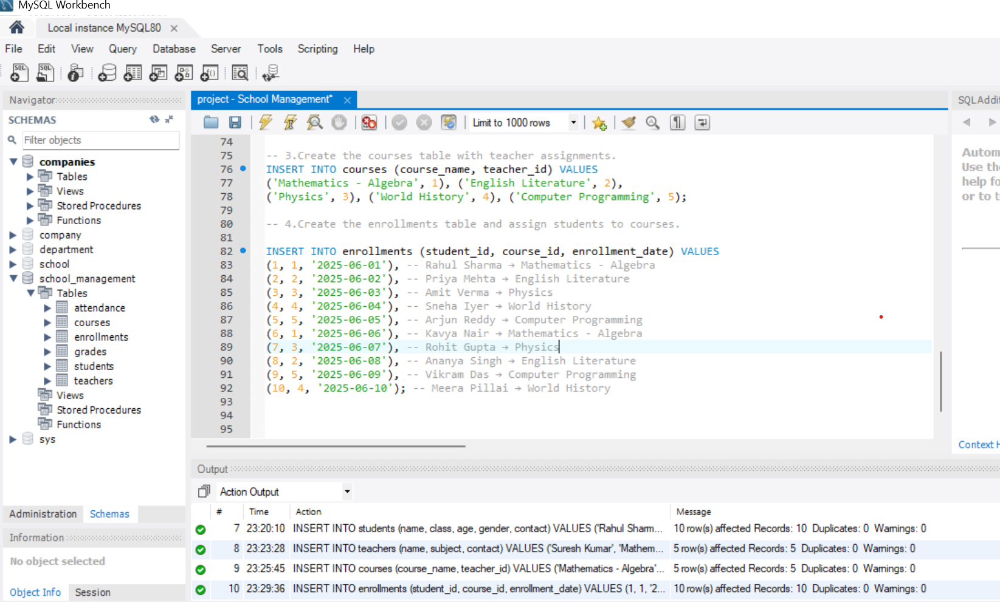 MySQL Workbench
Local instance MySQL80
File Edit View Query Database Server Tools Scripting Help
Navigator
SCHEMAS
Filter objects
companies
Tables
Views
Stored Procedures
Functions
company
department
school
school_management
Tables
attendance
courses
enrollments
grades
students
teachers
Views
Stored Procedures
Functions
sys
Administration Schemas
Information
No object selected
Object Info Session
project - School Management*
Limit to 1000 rows
74
75 -- 3.Create the courses table with teacher assignments.
76 INSERT INTO courses (course_name, teacher_id) VALUES
77 ('Mathematics - Algebra', 1), ('English Literature', 2),
78 ('Physics', 3), ('World History', 4), ('Computer Programming', 5);
79
80 -- 4.Create the enrollments table and assign students to courses.
81
82 INSERT INTO enrollments (student_id, course_id, enrollment_date) VALUES
83 (1, 1, '2025-06-01'), -- Rahul Sharma → Mathematics - Algebra
84 (2, 2, '2025-06-02'), -- Priya Mehta → English Literature
85 (3, 3, '2025-06-03'), -- Amit Verma → Physics
86 (4, 4, '2025-06-04'), -- Sneha Iyer → World History
87 (5, 5, '2025-06-05'), -- Arjun Reddy → Computer Programming
88 (6, 1, '2025-06-06'), -- Kavya Nair → Mathematics - Algebra
89 (7, 3, '2025-06-07'), -- Rohit Gupta → Physics
90 (8, 2, '2025-06-08'), -- Ananya Singh → English Literature
91 (9, 5, '2025-06-09'), -- Vikram Das → Computer Programming
92 (10, 4, '2025-06-10'); -- Meera Pillai → World History
93
94
95
SQLAddit
Autom
Use the
help fo
or to t
Context H
Output
Action Output
# Time Action Message
7 23:20:10 INSERT INTO students (name, class, age, gender, contact) VALUES ('Rahul Sharm... 10 row(s) affected Records: 10 Duplicates: 0 Warnings: 0
8 23:23:28 INSERT INTO teachers (name, subject, contact) VALUES ('Suresh Kumar', 'Mathem... 5 row(s) affected Records: 5 Duplicates: 0 Warnings: 0
9 23:25:45 INSERT INTO courses (course_name, teacher_id) VALUES ('Mathematics - Algebra'... 5 row(s) affected Records: 5 Duplicates: 0 Warnings: 0
10 23:29:36 INSERT INTO enrollments (student_id, course_id, enrollment_date) VALUES (1, 1, '2... 10 row(s) affected Records: 10 Duplicates: 0 Warnings: 0